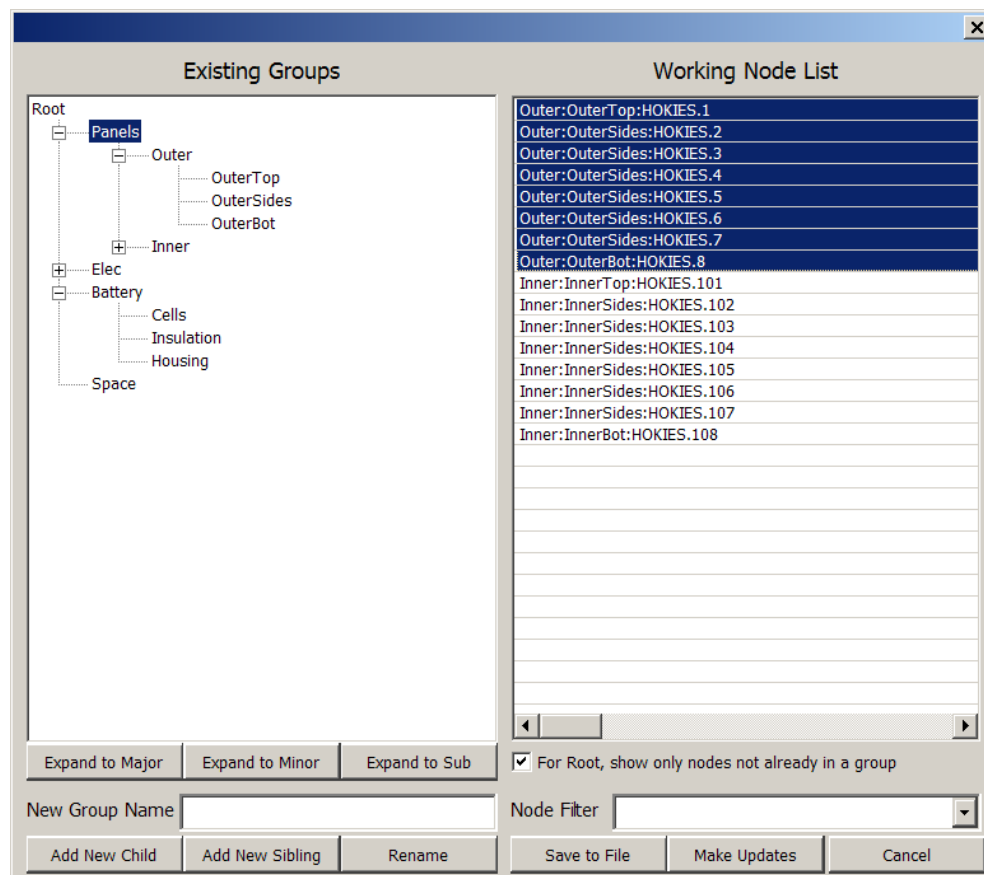 Existing Groups
Root
Panels
Outer
OuterTop
OuterSides
OuterBot
Inner
Elec
Battery
Cells
Insulation
Housing
Space
Expand to Major Expand to Minor Expand to Sub
New Group Name
Add New Child Add New Sibling Rename
Working Node List
Outer:OuterTop:HOKIES.1
Outer:OuterSides:HOKIES.2
Outer:OuterSides:HOKIES.3
Outer:OuterSides:HOKIES.4
Outer:OuterSides:HOKIES.5
Outer:OuterSides:HOKIES.6
Outer:OuterSides:HOKIES.7
Outer:OuterBot:HOKIES.8
Inner:InnerTop:HOKIES.101
Inner:InnerSides:HOKIES.102
Inner:InnerSides:HOKIES.103
Inner:InnerSides:HOKIES.104
Inner:InnerSides:HOKIES.105
Inner:InnerSides:HOKIES.106
Inner:InnerSides:HOKIES.107
Inner:InnerBot:HOKIES.108
For Root, show only nodes not already in a group
Node Filter
Save to File Make Updates Cancel